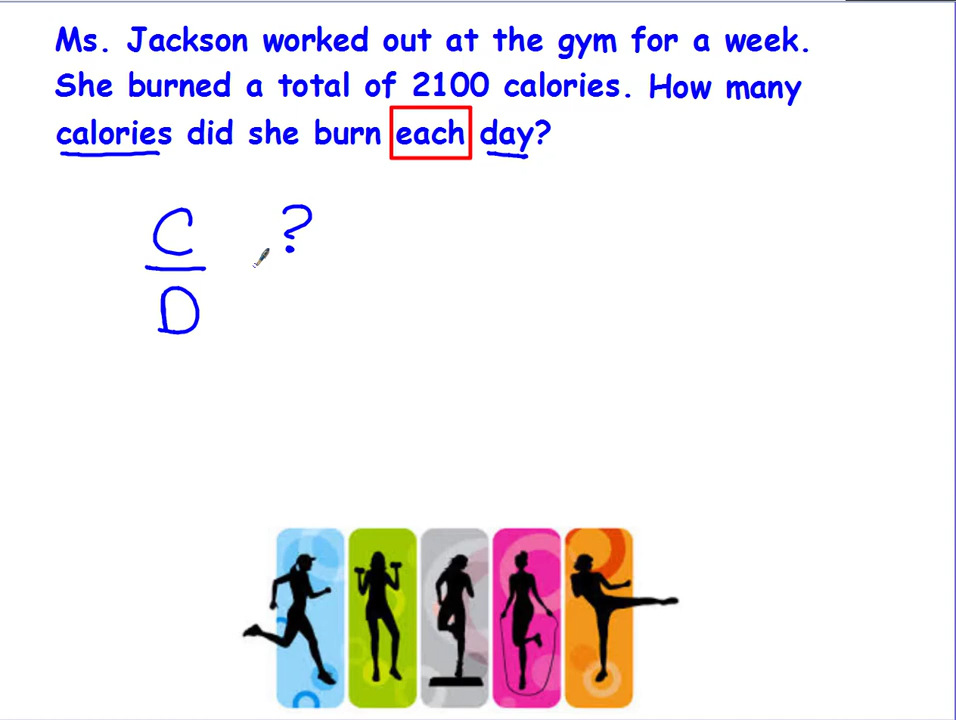 Ms. Jackson worked out at the gym for a week.
She burned a total of 2100 calories. How many
calories did she burn each day?
C ?
D